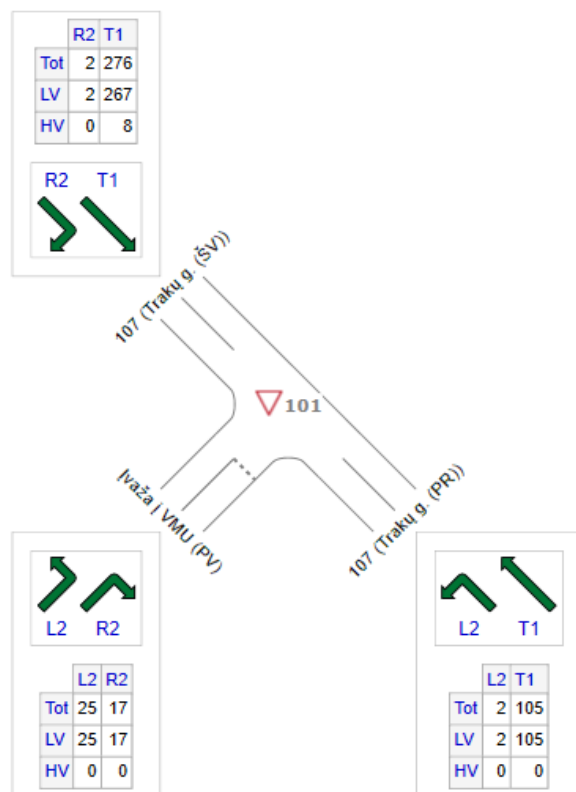 R2 T1
Tot 2 276
LV 2 267
HV 0 8
R2 T1
107 (Trakų g. (ŠV))
101
Įvaža į VMU (PV)
107 (Trakų g. (PR))
L2 R2
L2 T1
L2 R2
Tot 25 17
LV 25 17
HV 0 0
L2 T1
Tot 2 105
LV 2 105
HV 0 0